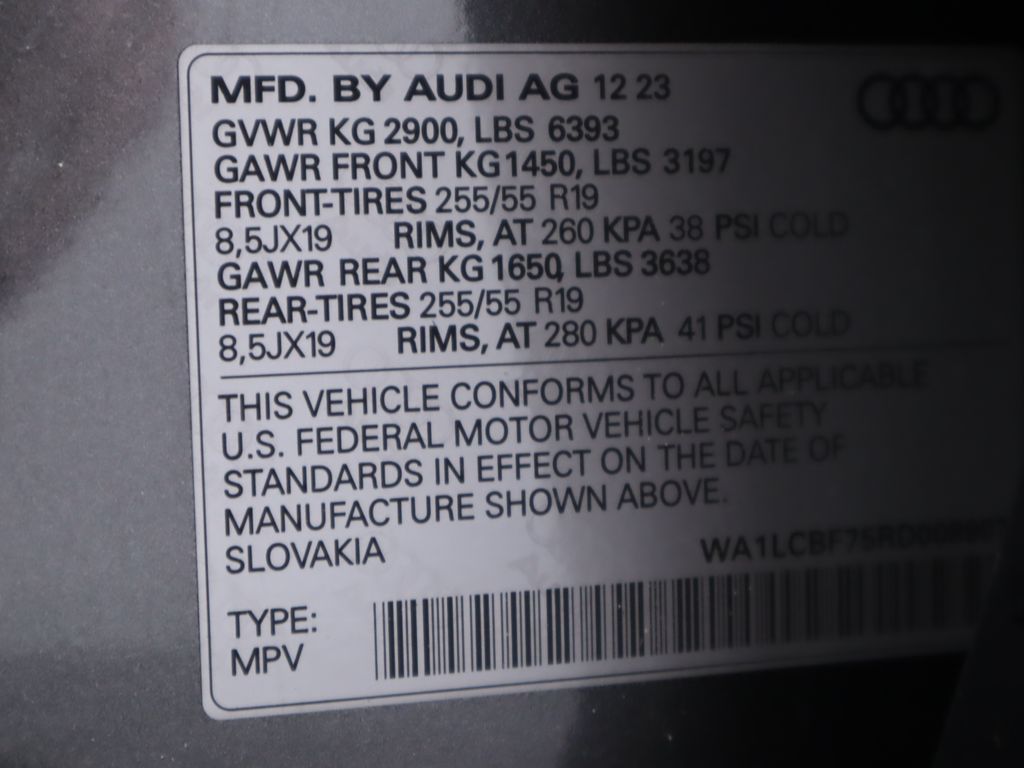 MFD. BY AUDI AG 12 23
GVWR KG 2900, LBS 6393
GAWR FRONT KG 1450, LBS 3197
FRONT-TIRES 255/55 R19
8,5JX19 RIMS, AT 260 KPA 38 PSI COLD
GAWR REAR KG 1650, LBS 3638
REAR-TIRES 255/55 R19
8,5JX19 RIMS, AT 280 KPA 41 PSI COLD
THIS VEHICLE CONFORMS TO ALL APPLICABLE
U.S. FEDERAL MOTOR VEHICLE SAFETY
STANDARDS IN EFFECT ON THE DATE OF
MANUFACTURE SHOWN ABOVE.
SLOVAKIA
TYPE:
MPV